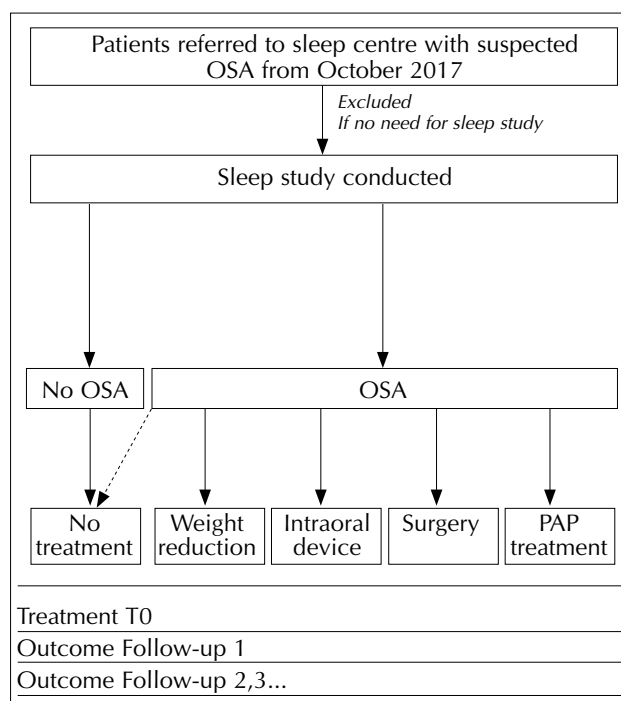 Patients referred to sleep centre with suspected
OSA from October 2017
Excluded
If no need for sleep study
Sleep study conducted
No OSA
OSA
No
treatment
Weight
reduction
Intraoral
device
Surgery
PAP
treatment
Treatment T0
Outcome Follow-up 1
Outcome Follow-up 2,3...